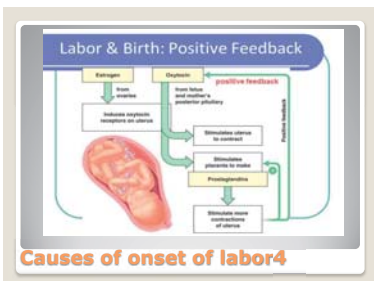 Labor & Birth: Positive Feedback
Estrogen
Oxytocin
positive feedback
from
ovaries
from fetus
and mother's
posterior pituitary
Induces oxytocin
receptors on uterus
Stimulates uterus
to contract
Stimulates
placenta to make
Prostaglandins
Stimulate more
contractions
of uterus
Positive feedback
Causes of onset of labor4